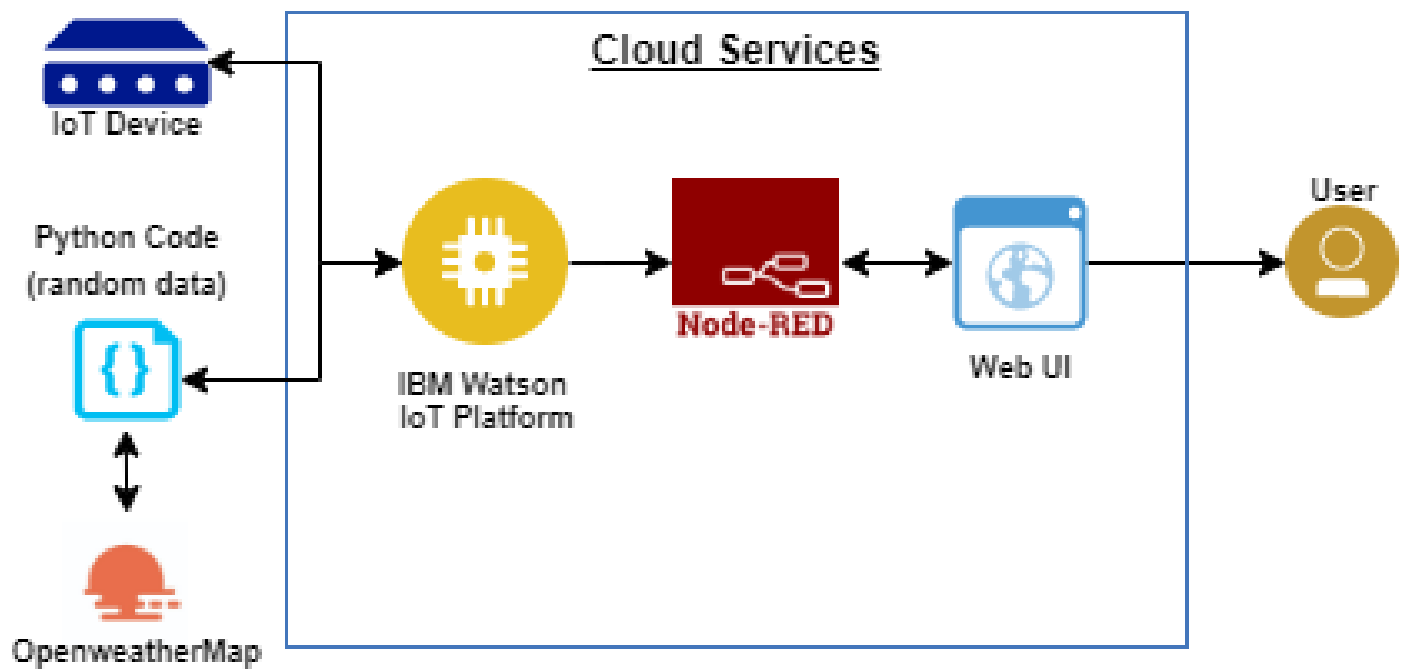 Cloud Services
IoT Device
User
Python Code
(random data)
{}
Node-RED
Web UI
IBM Watson
IoT Platform
OpenweatherMap